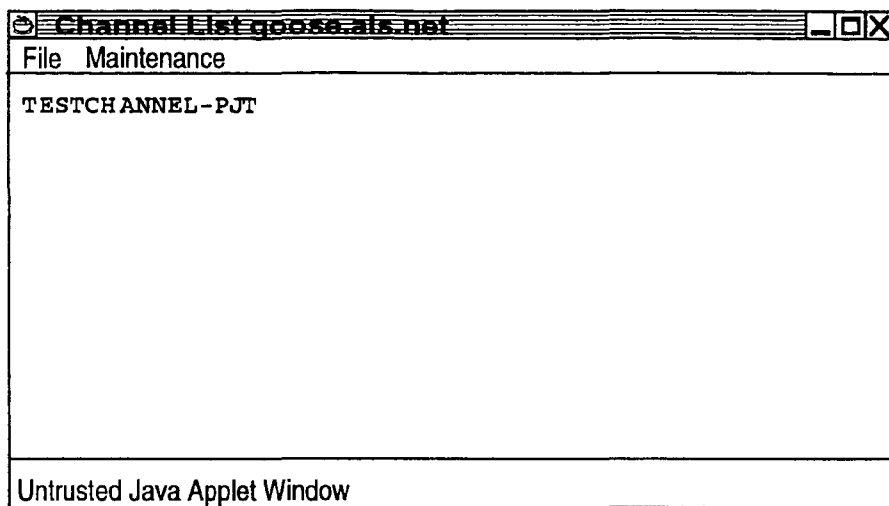 Channel List goose.als.net
File Maintenance
TESTCHANNEL-PJT
Untrusted Java Applet Window